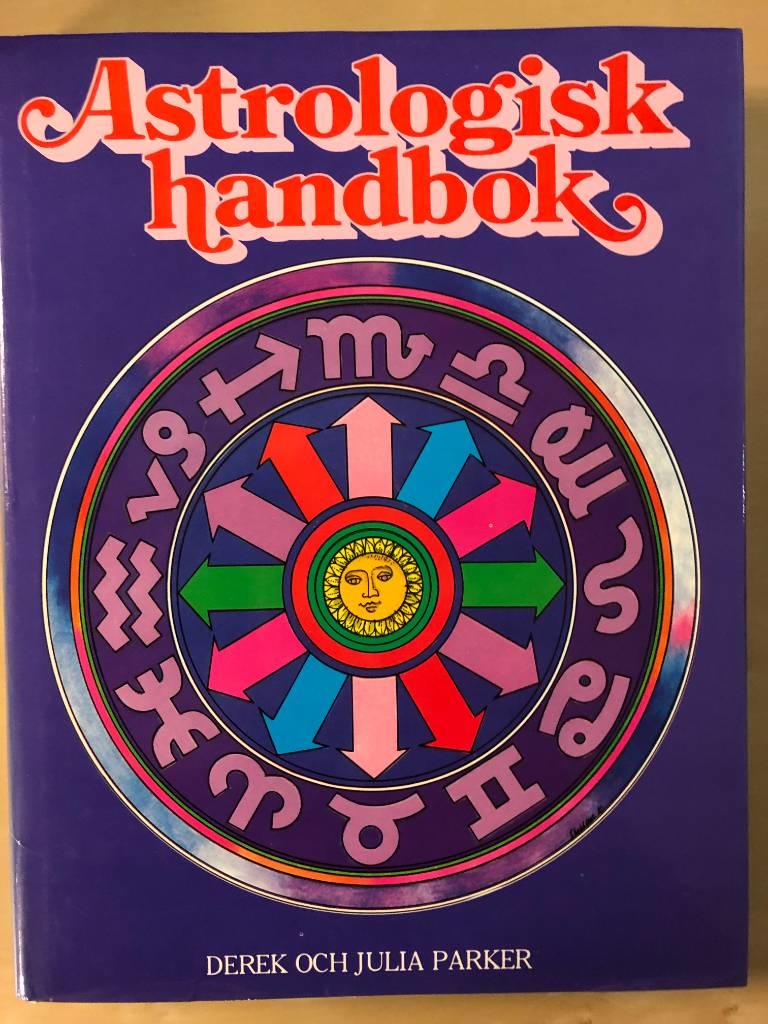 Astrologisk
handbok
DEREK OCH JULIA PARKER